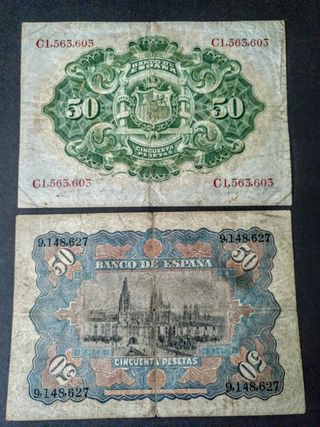 C1,563,603 C1,563,603
BANCO DE
ESPAÑA
50 50
CINCUENTA
PESETAS
C1,563,603 C1,563,603
9,148,627 9,148,627
50 BANCO DE ESPAÑA 50
CINCUENTA PESETAS
50 50
9,148,627 9,148,627